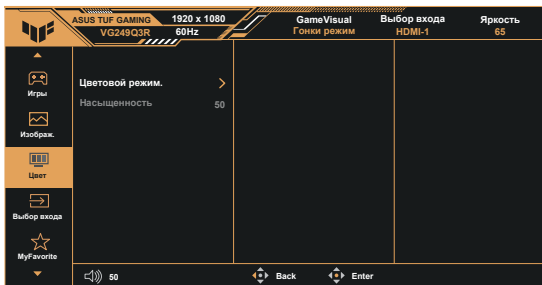 ASUS TUF GAMING
VG249Q3R
1920 x 1080
60Hz
GameVisual
Гонки режим
Выбор входа
HDMI-1
Яркость
65
Игры
Изображ.
Цвет
Выбор входа
MyFavorite
Цветовой режим.
Насыщенность 50
50
Back
Enter